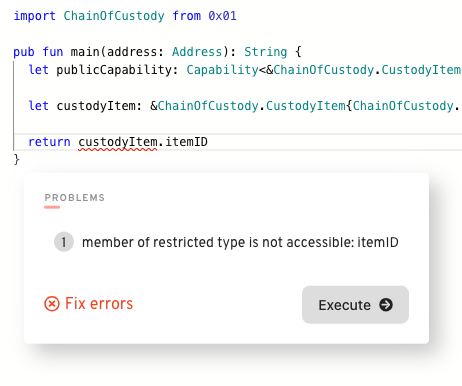 import ChainOfCustody from 0x01
pub fun main(address: Address): String {
let publicCapability: Capability<&ChainOfCustody.CustodyItem
let custodyItem: &ChainOfCustody.CustodyItem{ChainOfCustody.
return custodyItem.itemID
}
PROBLEMS
1 member of restricted type is not accessible: itemID
Fix errors
Execute